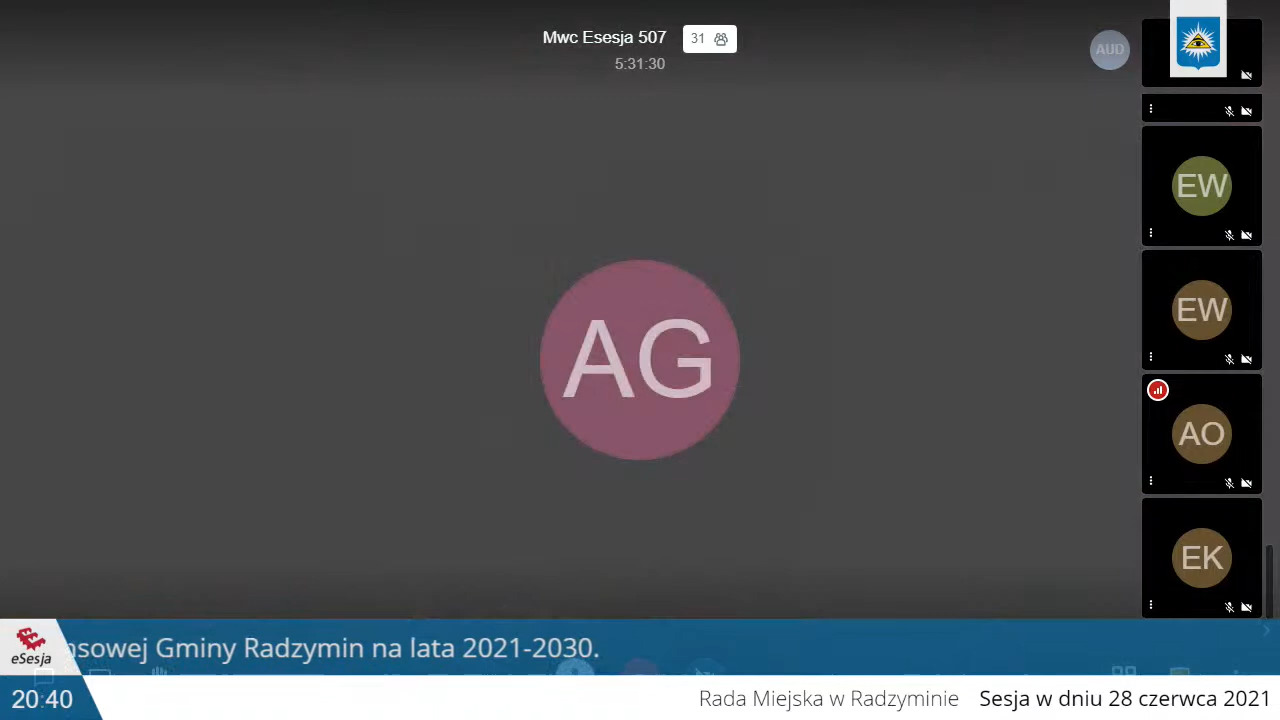 Mwc Esesja 507
31
5:31:30
AUD
EW
EW
AG
AO
EK
asowej Gminy Radzymin na lata 2021-2030.
eSesja
20:40
Rada Miejska w Radzyminie
Sesja w dniu 28 czerwca 2021